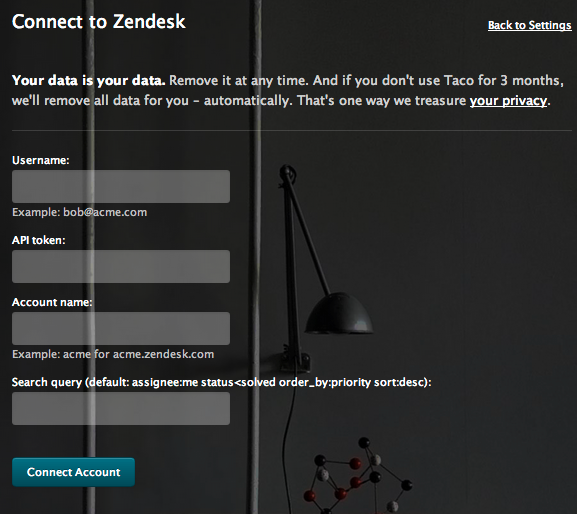 Connect to Zendesk
Back to Settings
Your data is your data. Remove it at any time. And if you don't use Taco for 3 months,
we'll remove all data for you – automatically. That's one way we treasure your privacy.
Username:
Example: bob@acme.com
API token:
Account name:
Example: acme for acme.zendesk.com
Search query (default: assignee:me status<solved order_by:priority sort:desc):
Connect Account